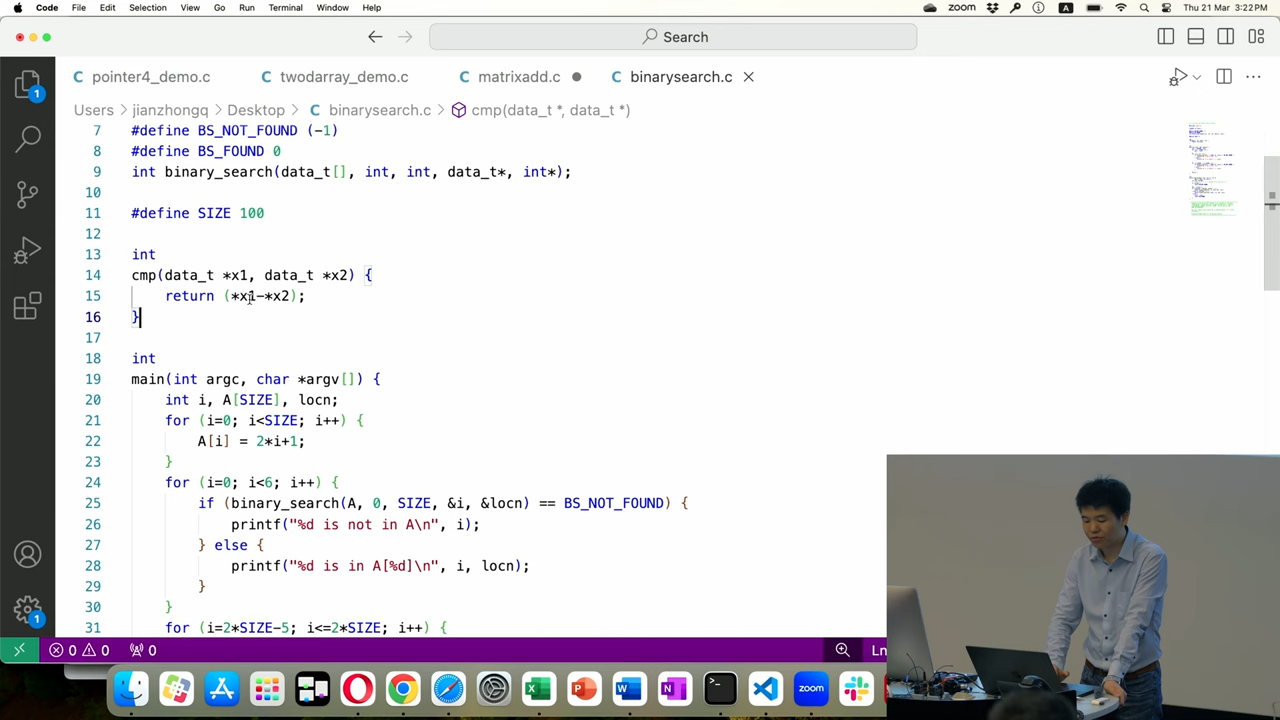 Code File Edit Selection View Go Run Terminal Window Help zoom A Thu 21 Mar 3:22 PM
Search
pointer4_demo.c twodarray_demo.c matrixadd.c binarysearch.c
Users > jianzhongq > Desktop > C binarysearch.c > cmp(data_t *, data_t *)
7 #define BS_NOT_FOUND (-1)
8 #define BS_FOUND 0
9 int binary_search(data_t[], int, int, data_t*, int*);
10
11 #define SIZE 100
12
13 int
14 cmp(data_t *x1, data_t *x2) {
15 return (*x1-*x2);
16 }
17
18 int
19 main(int argc, char *argv[]) {
20 int i, A[SIZE], locn;
21 for (i=0; i<SIZE; i++) {
22 A[i] = 2*i+1;
23 }
24 for (i=0; i<6; i++) {
25 if (binary_search(A, 0, SIZE, &i, &locn) == BS_NOT_FOUND) {
26 printf("%d is not in A\n", i);
27 } else {
28 printf("%d is in A[%d]\n", i, locn);
29 }
30 }
31 for (i=2*SIZE-5; i<=2*SIZE; i++) {
0 0 0 Ln
zoom